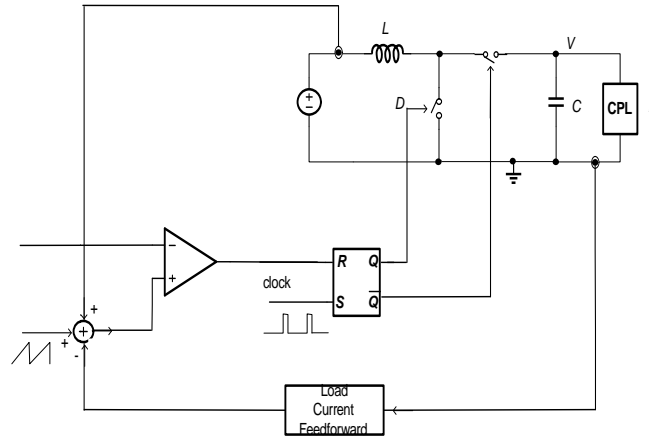 L
V
+
−
D
C
CPL
−
+
R Q
clock
S Q̅
+
+
+
-
Load
Current
Feedforward